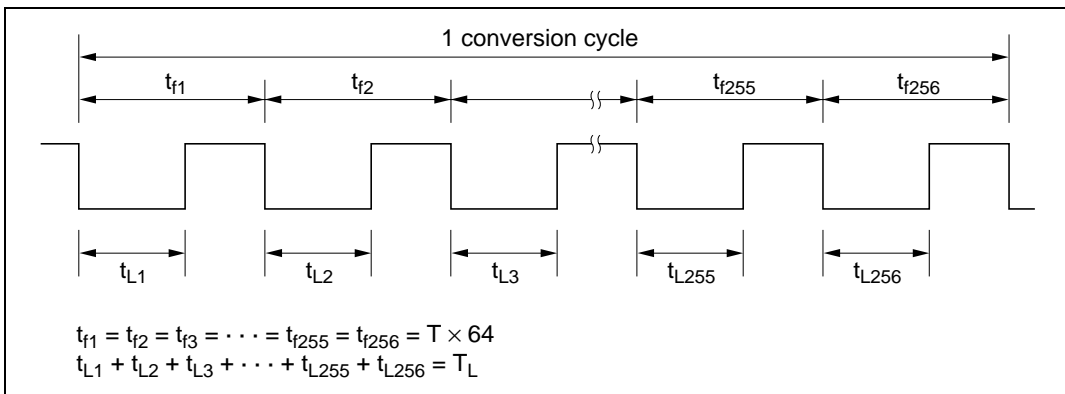 1 conversion cycle
tf1 tf2 tf255 tf256
tL1 tL2 tL3 tL255 tL256
tf1 = tf2 = tf3 = · · · = tf255 = tf256 = T × 64
tL1 + tL2 + tL3 + · · · + tL255 + tL256 = TL